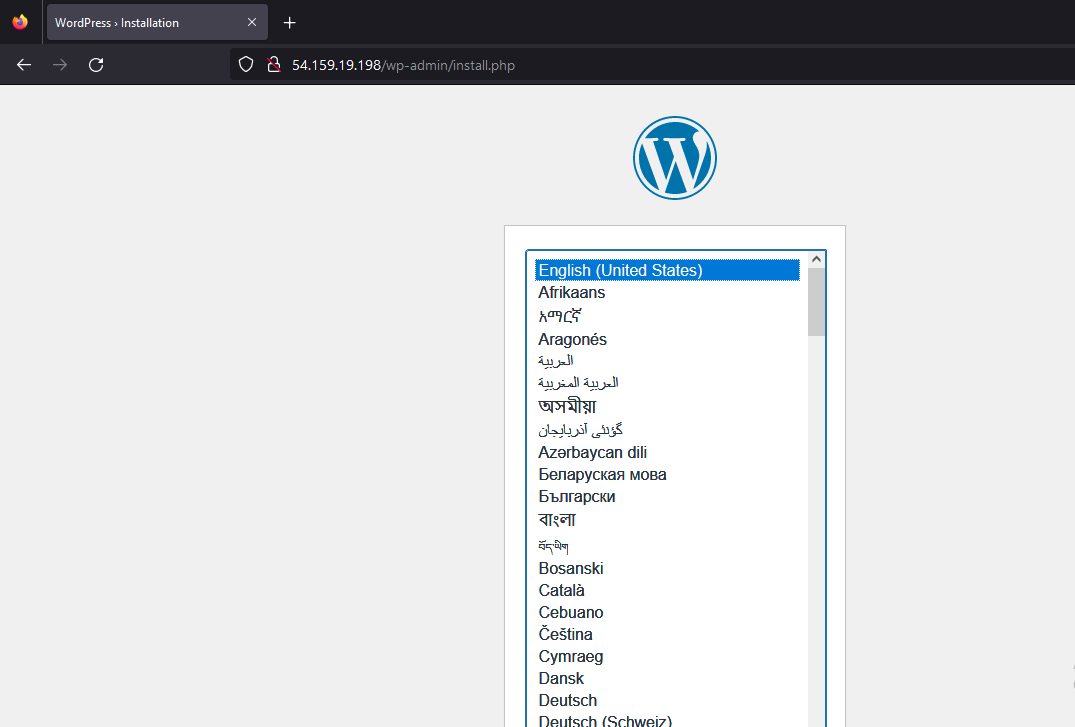 WordPress › Installation
54.159.19.198/wp-admin/install.php
English (United States)
Afrikaans
አማርኛ
Aragonés
العربية
العربية المغربية
অসমীয়া
گؤنئی آذربایجان
Azərbaycan dili
Беларуская мова
Български
বাংলা
བོད་ཡིག
Bosanski
Català
Cebuano
Čeština
Cymraeg
Dansk
Deutsch
Deutsch (Schweiz)